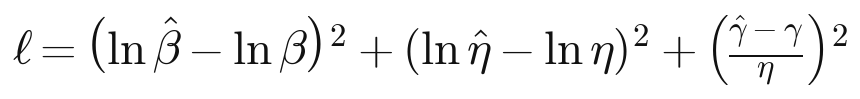 ℓ = (ln β̂ − ln β)² + (ln η̂ − ln η)² + ((γ̂ − γ)/η)²